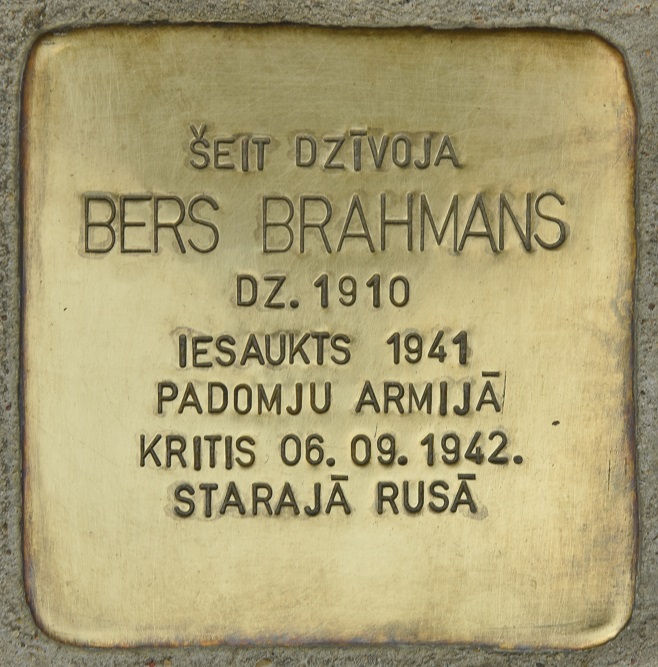 ŠEIT DZĪVOJA
BERS BRAHMANS
DZ. 1910
IESAUKTS 1941
PADOMJU ARMIJĀ
KRITIS 06. 09. 1942.
STARAJĀ RUSĀ